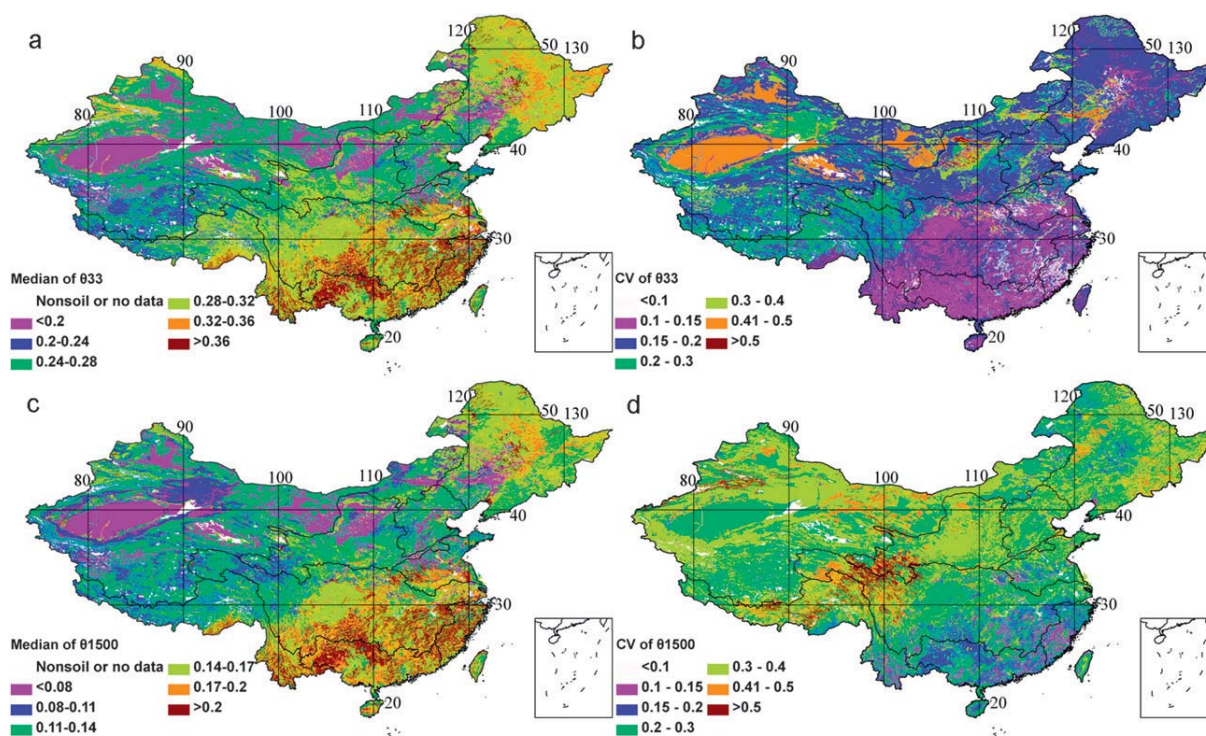 a
120
50
130
90
100
110
80
40
30
20
Median of θ33
Nonsoil or no data
<0.2
0.2-0.24
0.24-0.28
0.28-0.32
0.32-0.36
>0.36
b
120
50
130
90
100
110
80
40
30
20
CV of θ33
<0.1
0.1 - 0.15
0.15 - 0.2
0.2 - 0.3
0.3 - 0.4
0.41 - 0.5
>0.5
c
120
50
130
90
100
110
80
40
30
20
Median of θ1500
Nonsoil or no data
<0.08
0.08-0.11
0.11-0.14
0.14-0.17
0.17-0.2
>0.2
d
120
50
130
90
100
110
80
40
30
20
CV of θ1500
<0.1
0.1 - 0.15
0.15 - 0.2
0.2 - 0.3
0.3 - 0.4
0.41 - 0.5
>0.5